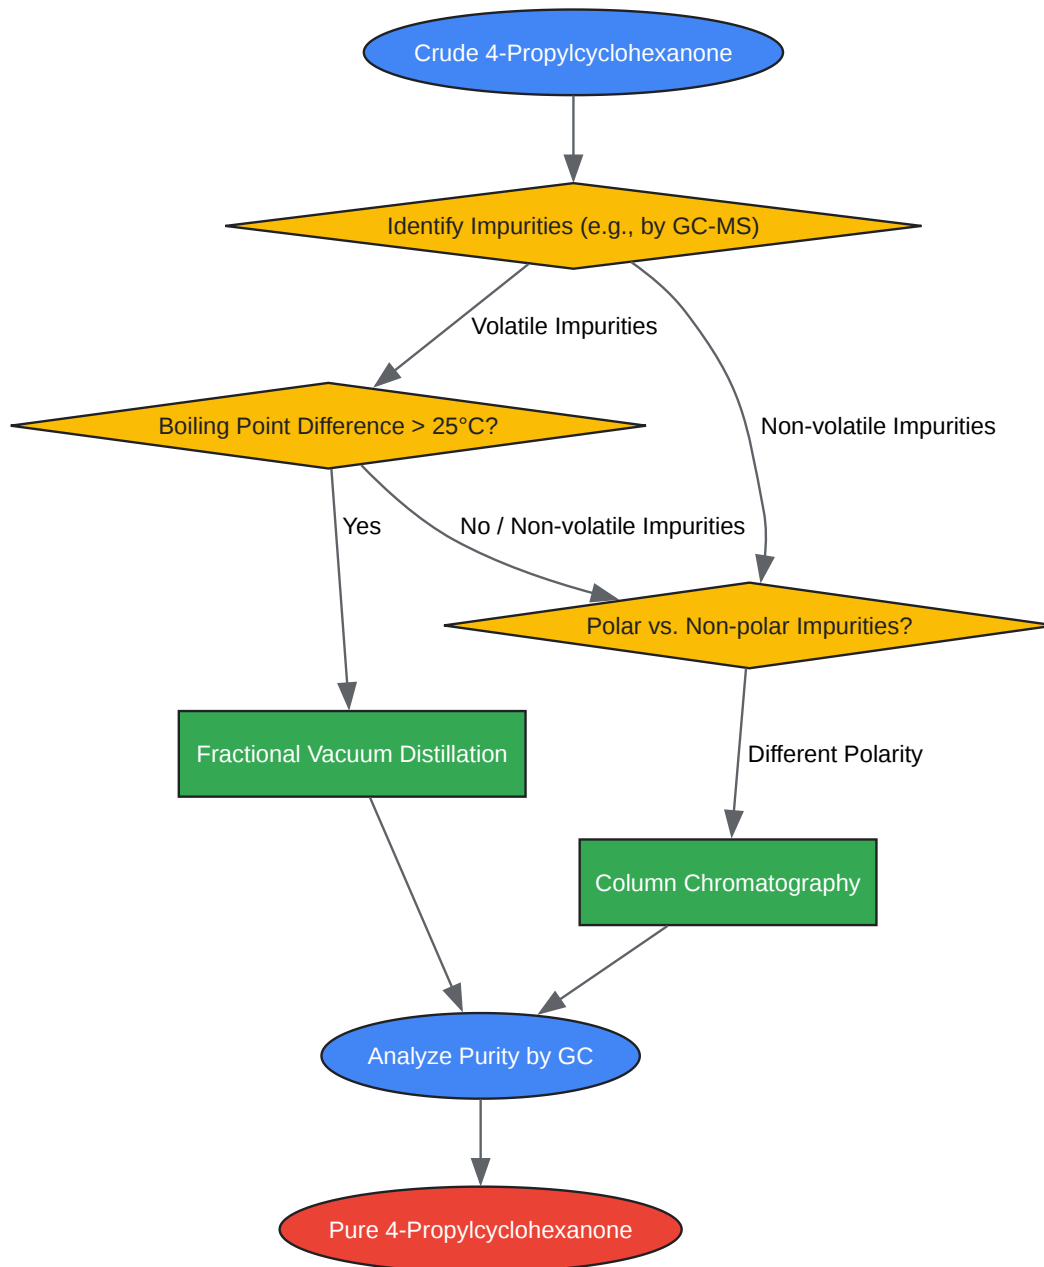 Crude 4-Propylcyclohexanone
Identify Impurities (e.g., by GC-MS)
Volatile Impurities
Boiling Point Difference > 25°C?
Non-volatile Impurities
Yes
No / Non-volatile Impurities
Polar vs. Non-polar Impurities?
Fractional Vacuum Distillation
Different Polarity
Column Chromatography
Analyze Purity by GC
Pure 4-Propylcyclohexanone